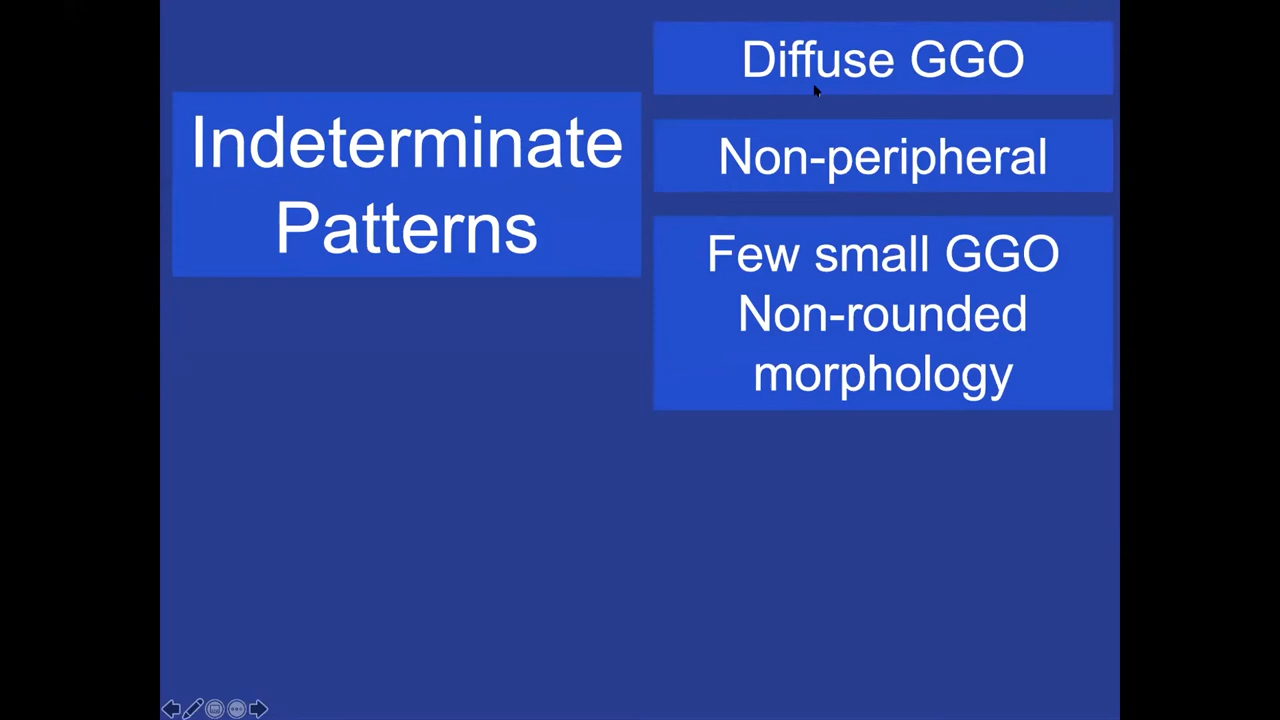 Indeterminate
Patterns
Diffuse GGO
Non-peripheral
Few small GGO
Non-rounded
morphology